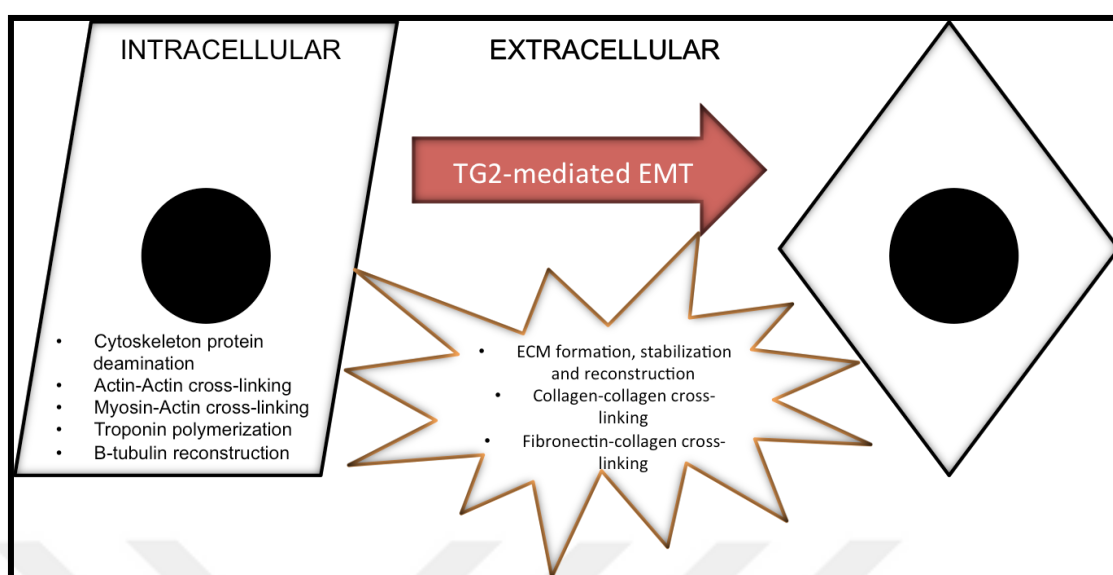 INTRACELLULAR
EXTRACELLULAR
TG2-mediated EMT
• Cytoskeleton protein
deamination
• Actin-Actin cross-linking
• Myosin-Actin cross-linking
• Troponin polymerization
• B-tubulin reconstruction
• ECM formation, stabilization
and reconstruction
• Collagen-collagen cross-
linking
• Fibronectin-collagen cross-
linking